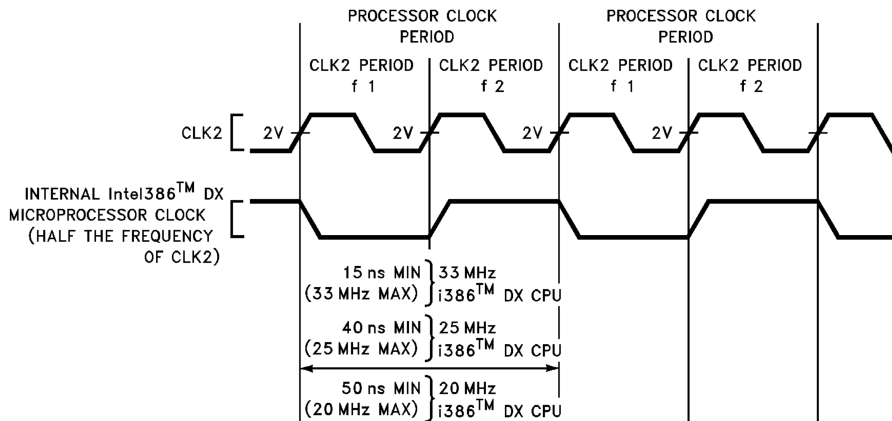 PROCESSOR CLOCK
PERIOD
PROCESSOR CLOCK
PERIOD
CLK2 PERIOD
f 1
CLK2 PERIOD
f 2
CLK2 PERIOD
f 1
CLK2 PERIOD
f 2
CLK2
2V
2V
2V
2V
INTERNAL Intel386™ DX
MICROPROCESSOR CLOCK
(HALF THE FREQUENCY
OF CLK2)
15 ns MIN
(33 MHz MAX)
33 MHz
i386™ DX CPU
40 ns MIN
(25 MHz MAX)
25 MHz
i386™ DX CPU
50 ns MIN
(20 MHz MAX)
20 MHz
i386™ DX CPU